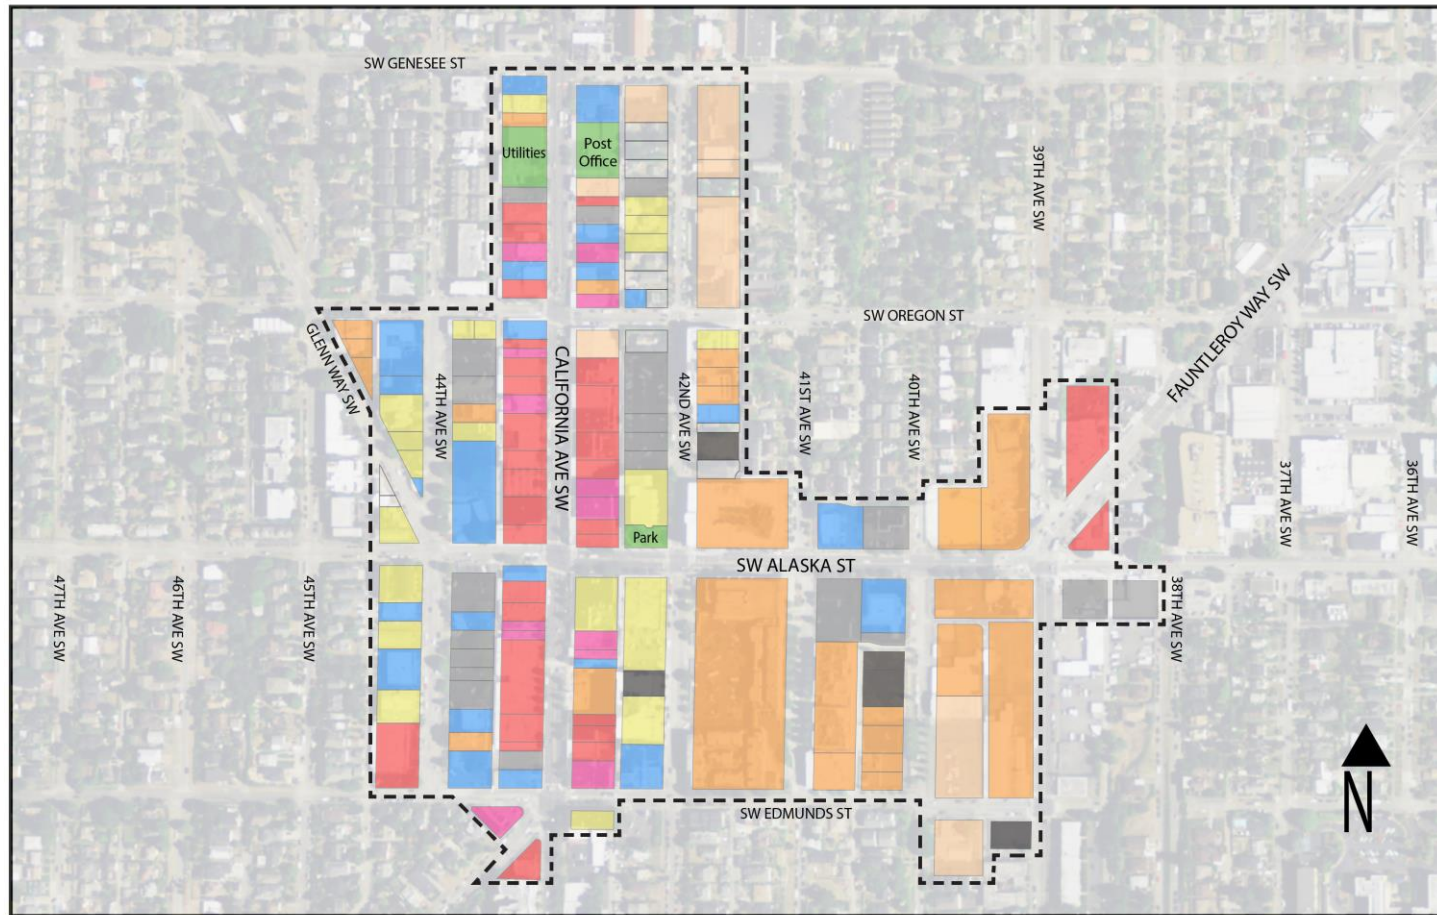 SW GENESEE ST
Utilities
Post
Office
39TH AVE SW
FAUNTLEROY WAY SW
SW OREGON ST
GLENN WAY SW
44TH AVE SW
CALIFORNIA AVE SW
42ND AVE SW
41ST AVE SW
40TH AVE SW
37TH AVE SW
36TH AVE SW
Park
SW ALASKA ST
47TH AVE SW
46TH AVE SW
45TH AVE SW
38TH AVE SW
SW EDMUNDS ST
N